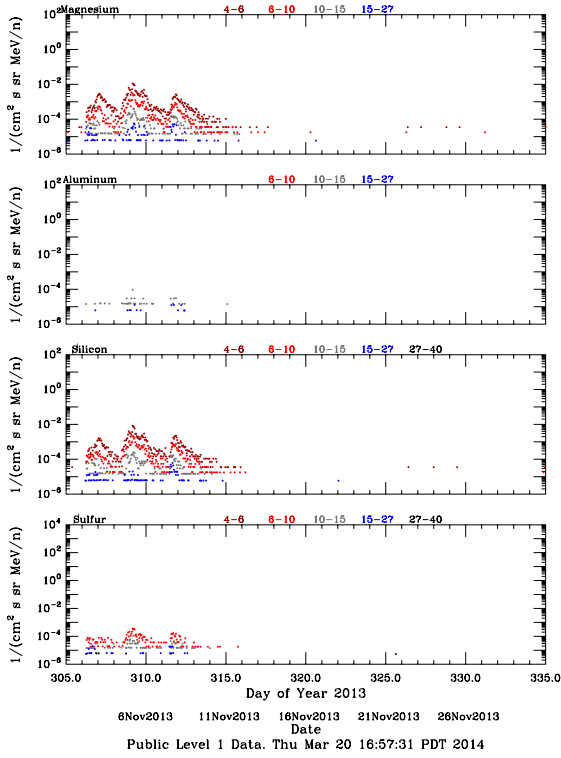 Magnesium 4-6 6-10 10-15 15-27
10² 10⁰ 10⁻² 10⁻⁴ 10⁻⁶
1/(cm² s sr MeV/n)
Aluminum 6-10 10-15 15-27
10² 10⁰ 10⁻² 10⁻⁴ 10⁻⁶
1/(cm² s sr MeV/n)
Silicon 4-6 6-10 10-15 15-27 27-40
10² 10⁰ 10⁻² 10⁻⁴ 10⁻⁶
1/(cm² s sr MeV/n)
Sulfur 4-6 6-10 10-15 15-27 27-40
10⁴ 10² 10⁰ 10⁻² 10⁻⁴ 10⁻⁶
1/(cm² s sr MeV/n)
305.0 310.0 315.0 320.0 325.0 330.0 335.0
Day of Year 2013
6Nov2013 11Nov2013 16Nov2013 21Nov2013 26Nov2013
Date
Public Level 1 Data. Thu Mar 20 16:57:31 PDT 2014